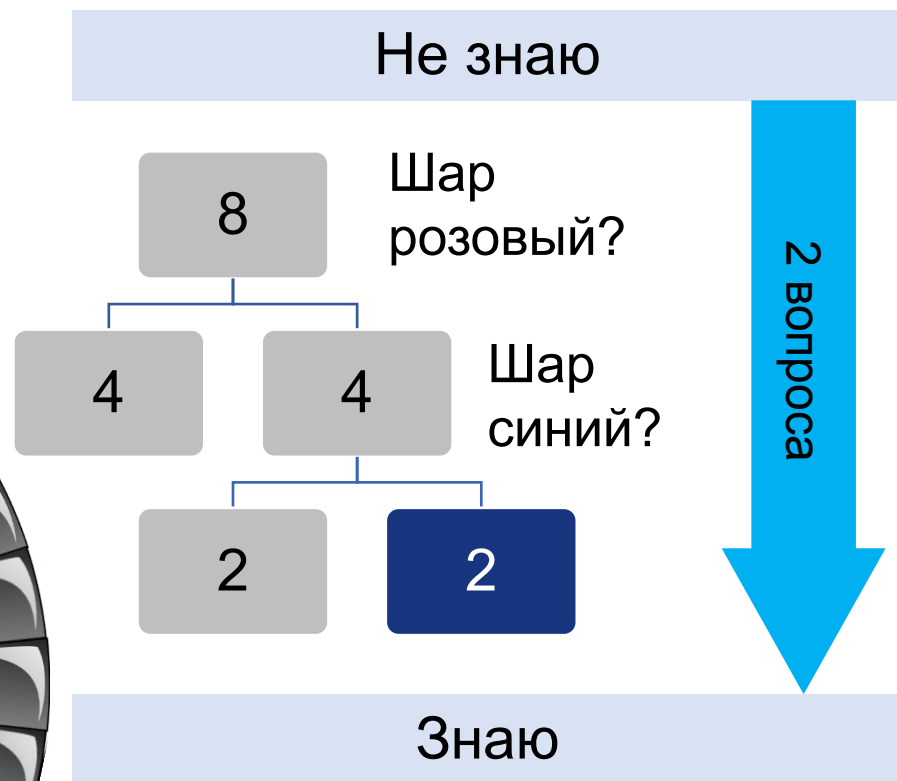 Не знаю
8
Шар
розовый?
4
4
Шар
синий?
2
2
2 вопроса
Знаю